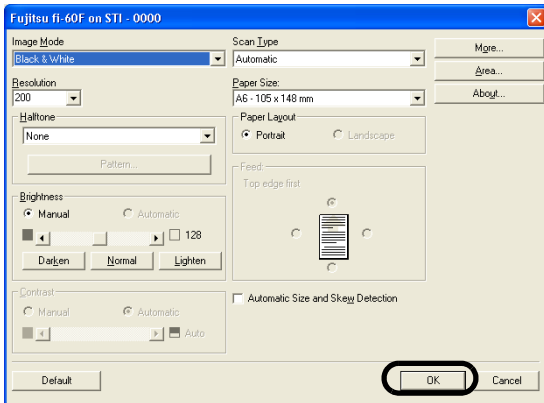 Fujitsu fi-60F on STI - 0000
Image Mode
Black & White
Scan Type
Automatic
More...
Area...
About...
Resolution
200
Paper Size:
A6 - 105 x 148 mm
Halftone
None
Pattern...
Paper Layout
Portrait
Landscape
Feed:
Top edge first
Brightness
Manual
Automatic
128
Darken
Normal
Lighten
Contrast
Manual
Automatic
Auto
Automatic Size and Skew Detection
Default
OK
Cancel